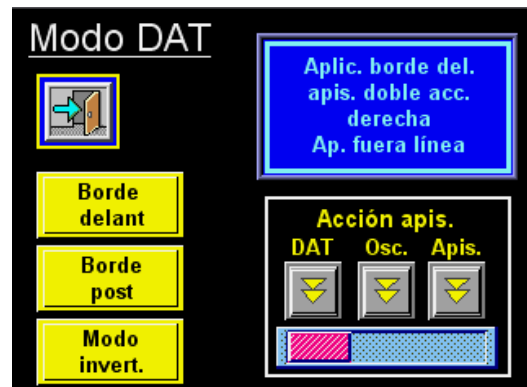 Modo DAT
Aplic. borde del.
apis. doble acc.
derecha
Ap. fuera línea
Borde
delant
Borde
post
Modo
invert.
Acción apis.
DAT Osc. Apis.